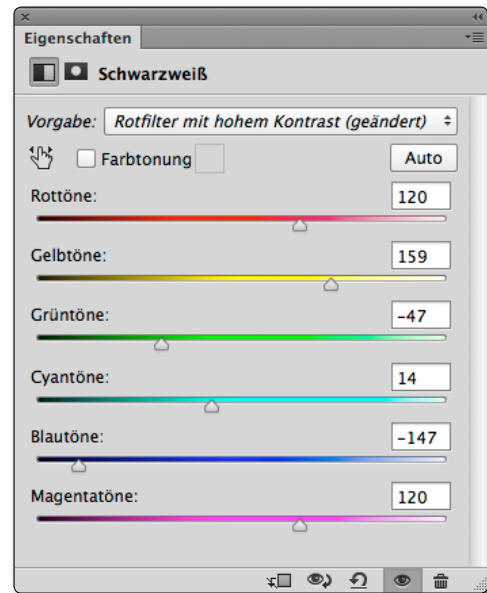 Eigenschaften
Schwarzweiß
Vorgabe: Rotfilter mit hohem Kontrast (geändert)
Farbtonung Auto
Rottöne: 120
Gelbtöne: 159
Grüntöne: -47
Cyantöne: 14
Blautöne: -147
Magentatöne: 120